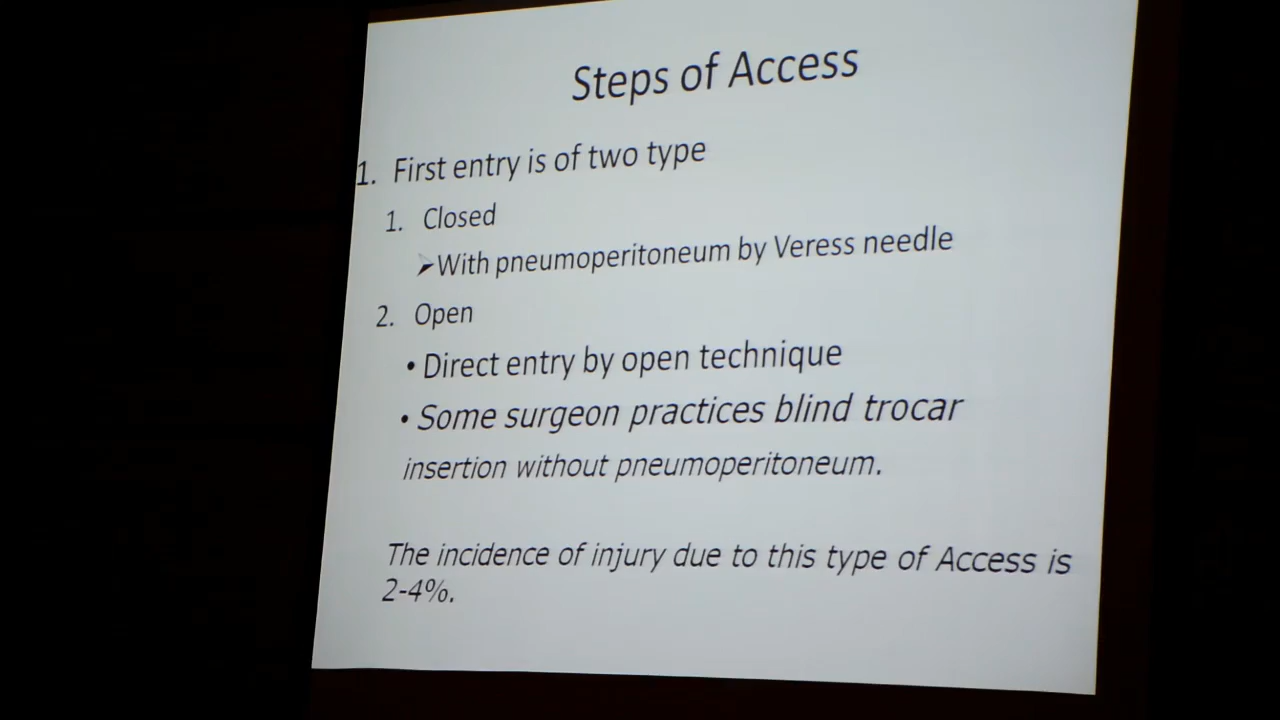 Steps of Access
1. First entry is of two type
1. Closed
➤With pneumoperitoneum by Veress needle
2. Open
• Direct entry by open technique
• Some surgeon practices blind trocar
insertion without pneumoperitoneum.
The incidence of injury due to this type of Access is
2-4%.